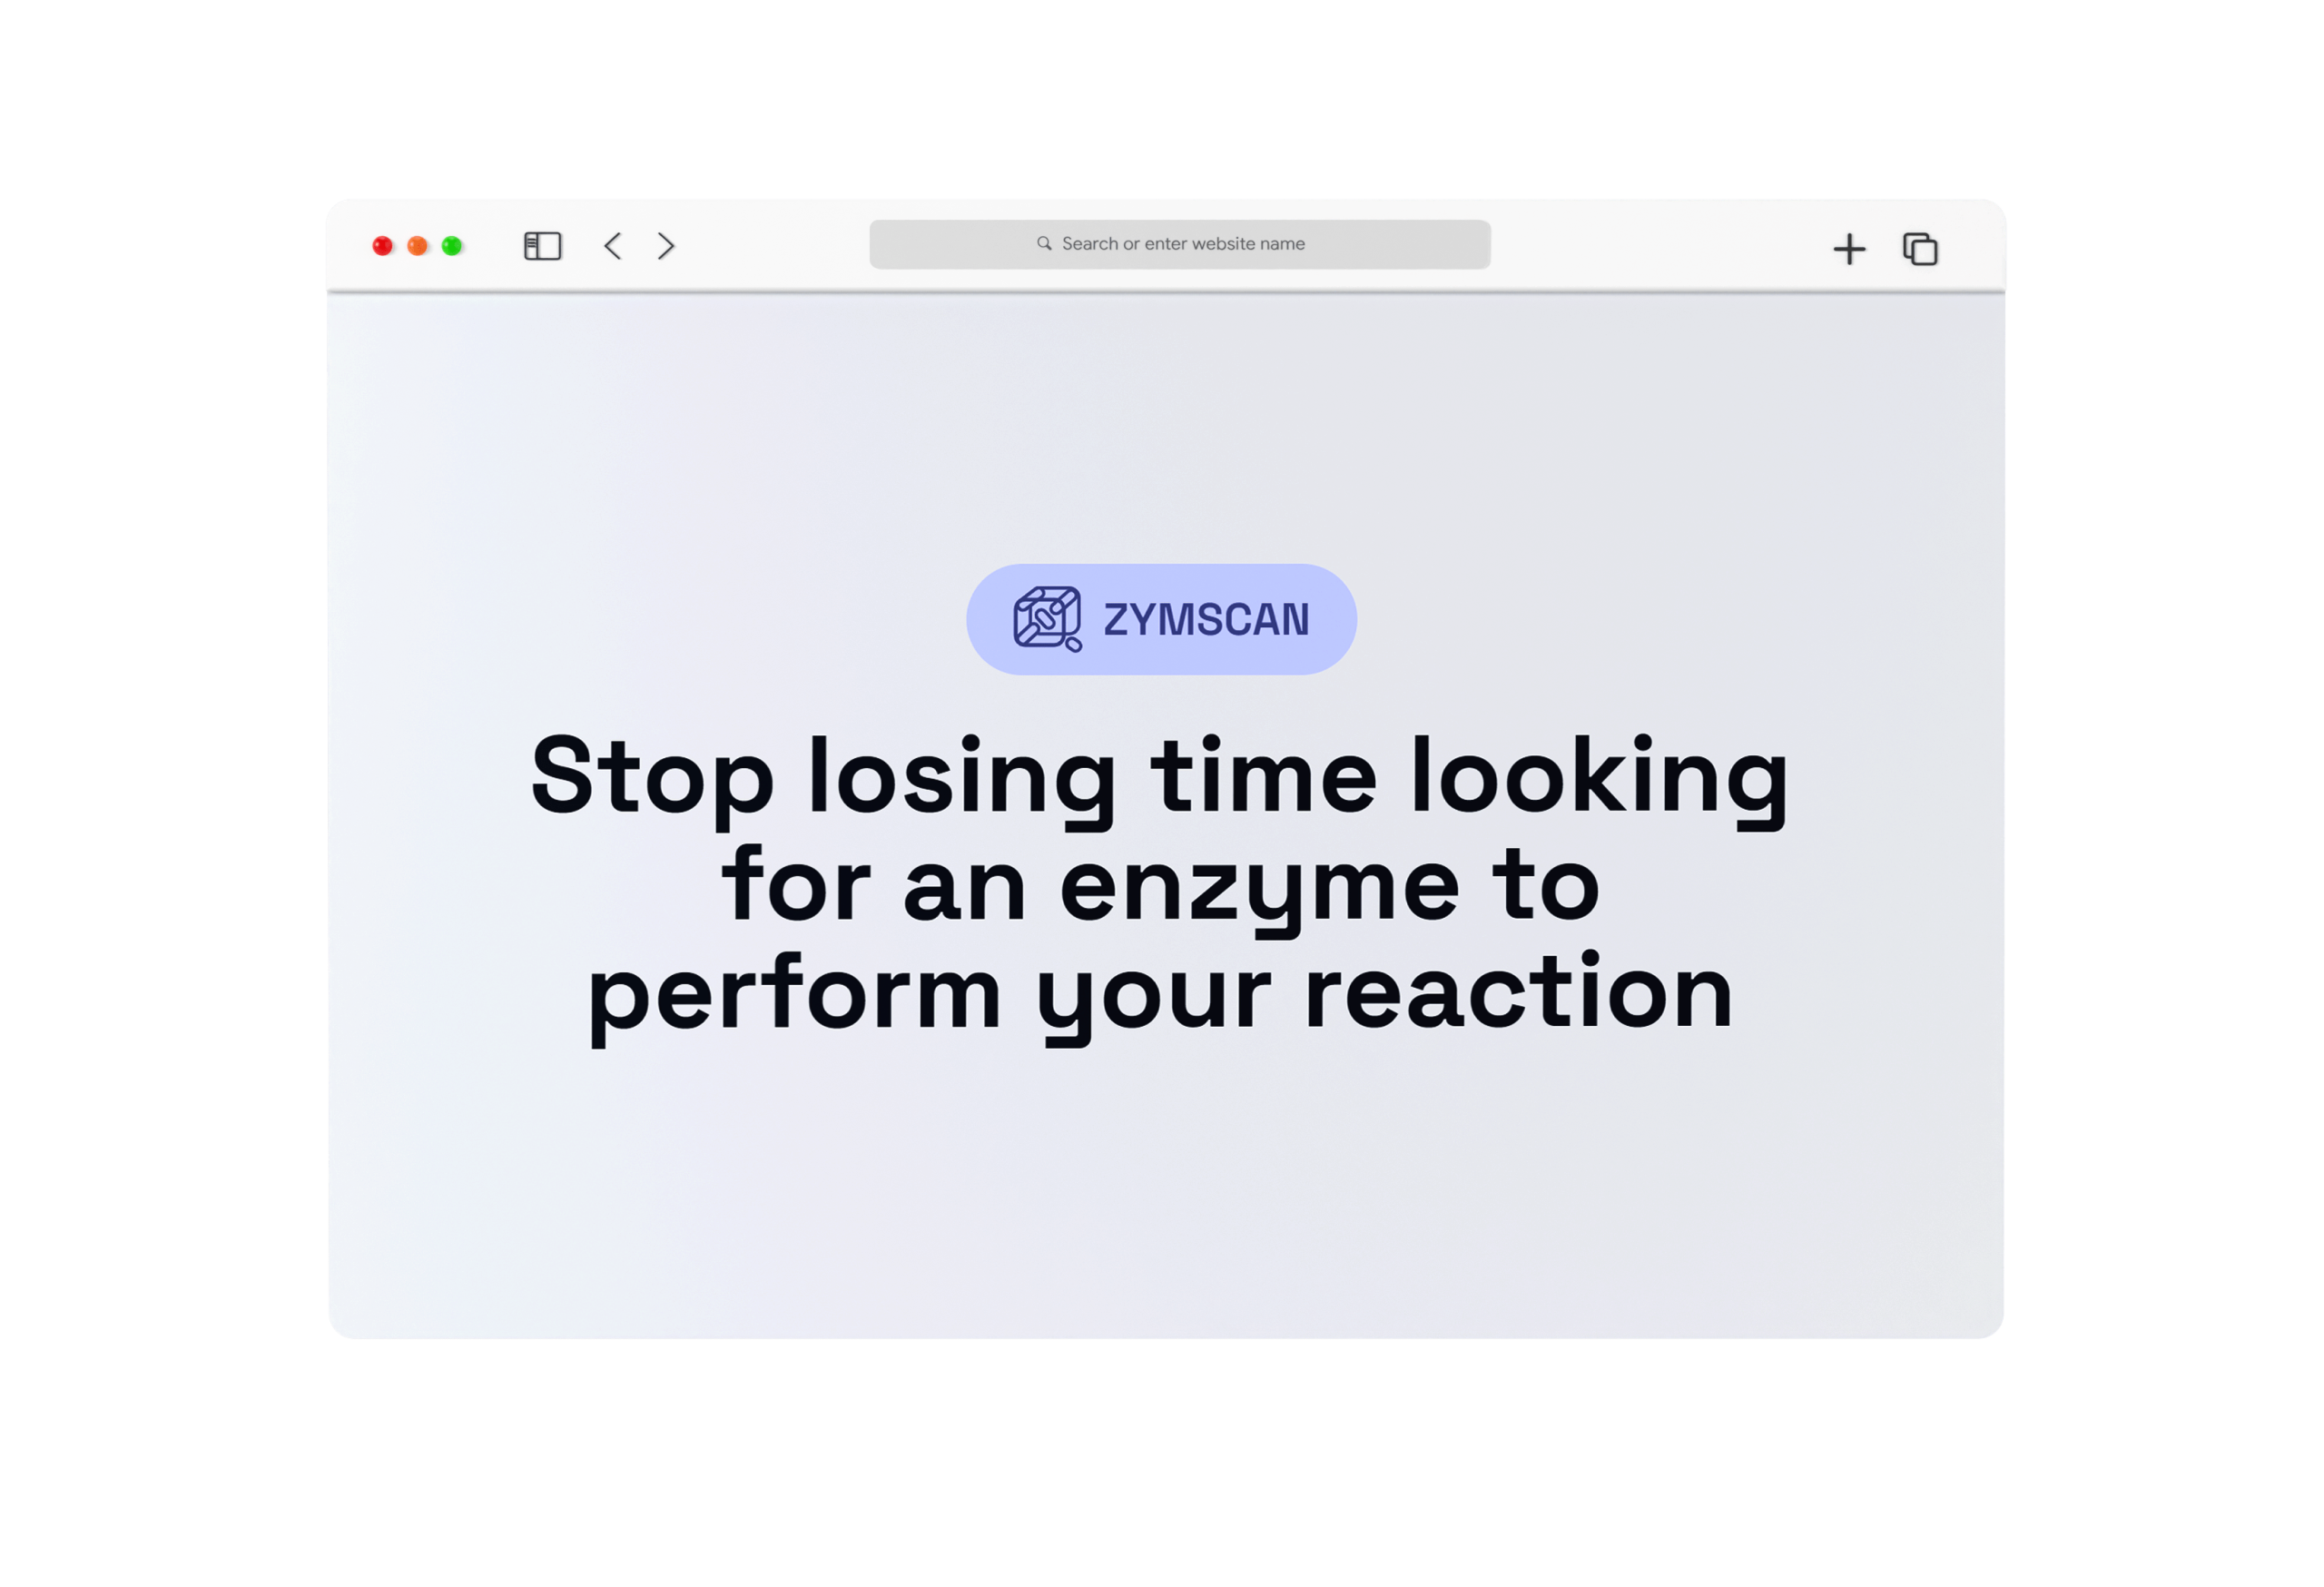 Search or enter website name
ZYMSCAN
Stop losing time looking
for an enzyme to
perform your reaction